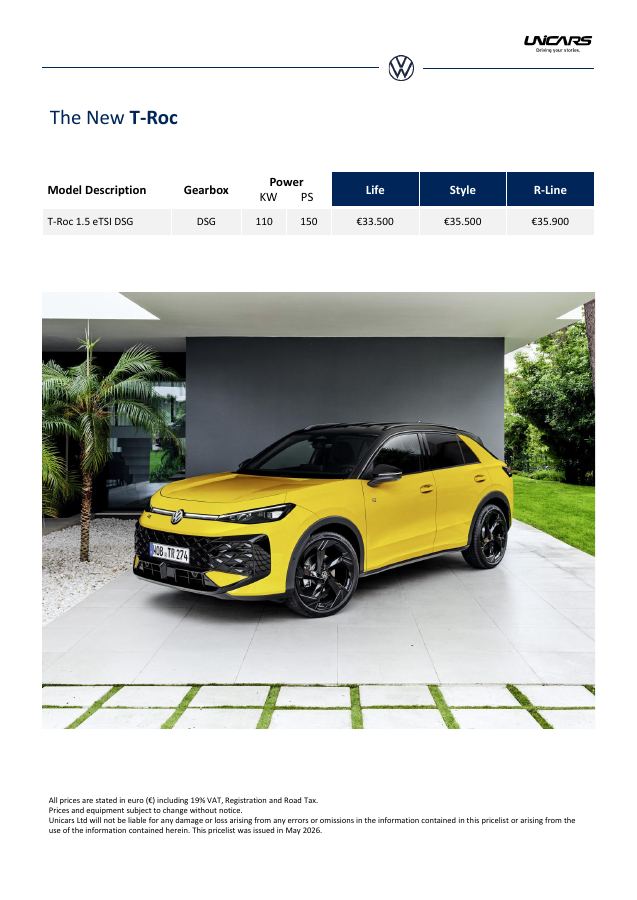 UNICARS
Driving your stories.
The New T-Roc
Model Description Gearbox Power Life Style R-Line
KW PS
T-Roc 1.5 eTSI DSG DSG 110 150 €33.500 €35.500 €35.900
WOB TR 274
All prices are stated in euro (€) including 19% VAT, Registration and Road Tax.
Prices and equipment subject to change without notice.
Unicars Ltd will not be liable for any damage or loss arising from any errors or omissions in the information contained in this pricelist or arising from the
use of the information contained herein. This pricelist was issued in May 2026.